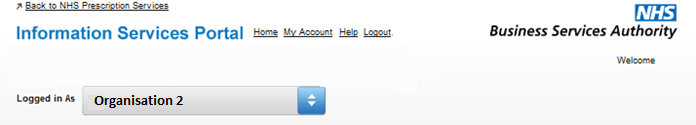 Back to NHS Prescription Services
NHS
Information Services Portal Home My Account Help Logout.
Business Services Authority
Welcome
Logged in As Organisation 2